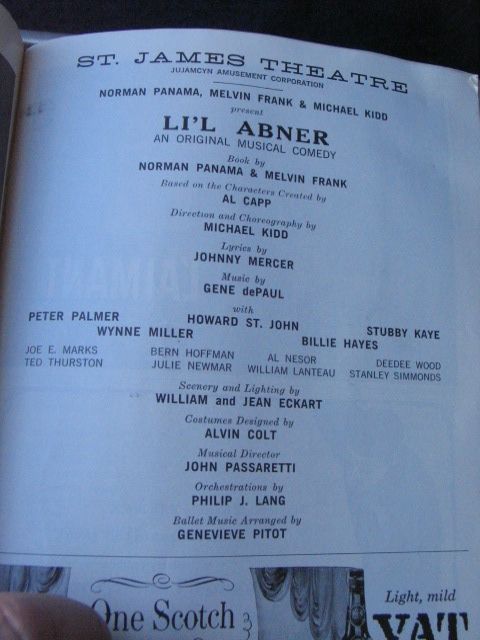 ST. JAMES THEATRE
JUJAMCYN AMUSEMENT CORPORATION
NORMAN PANAMA, MELVIN FRANK & MICHAEL KIDD
present
LI'L ABNER
AN ORIGINAL MUSICAL COMEDY
Book by
NORMAN PANAMA & MELVIN FRANK
Based on the Characters Created by
AL CAPP
Direction and Choreography by
MICHAEL KIDD
Lyrics by
JOHNNY MERCER
Music by
GENE dePAUL
with
PETER PALMER HOWARD ST. JOHN STUBBY KAYE
WYNNE MILLER BILLIE HAYES
JOE E. MARKS BERN HOFFMAN AL NESOR DEEDEE WOOD
TED THURSTON JULIE NEWMAR WILLIAM LANTEAU STANLEY SIMMONDS
Scenery and Lighting by
WILLIAM and JEAN ECKART
Costumes Designed by
ALVIN COLT
Musical Director
JOHN PASSARETTI
Orchestrations by
PHILIP J. LANG
Ballet Music Arranged by
GENEVIEVE PITOT
One Scotch
Light, mild
VAT